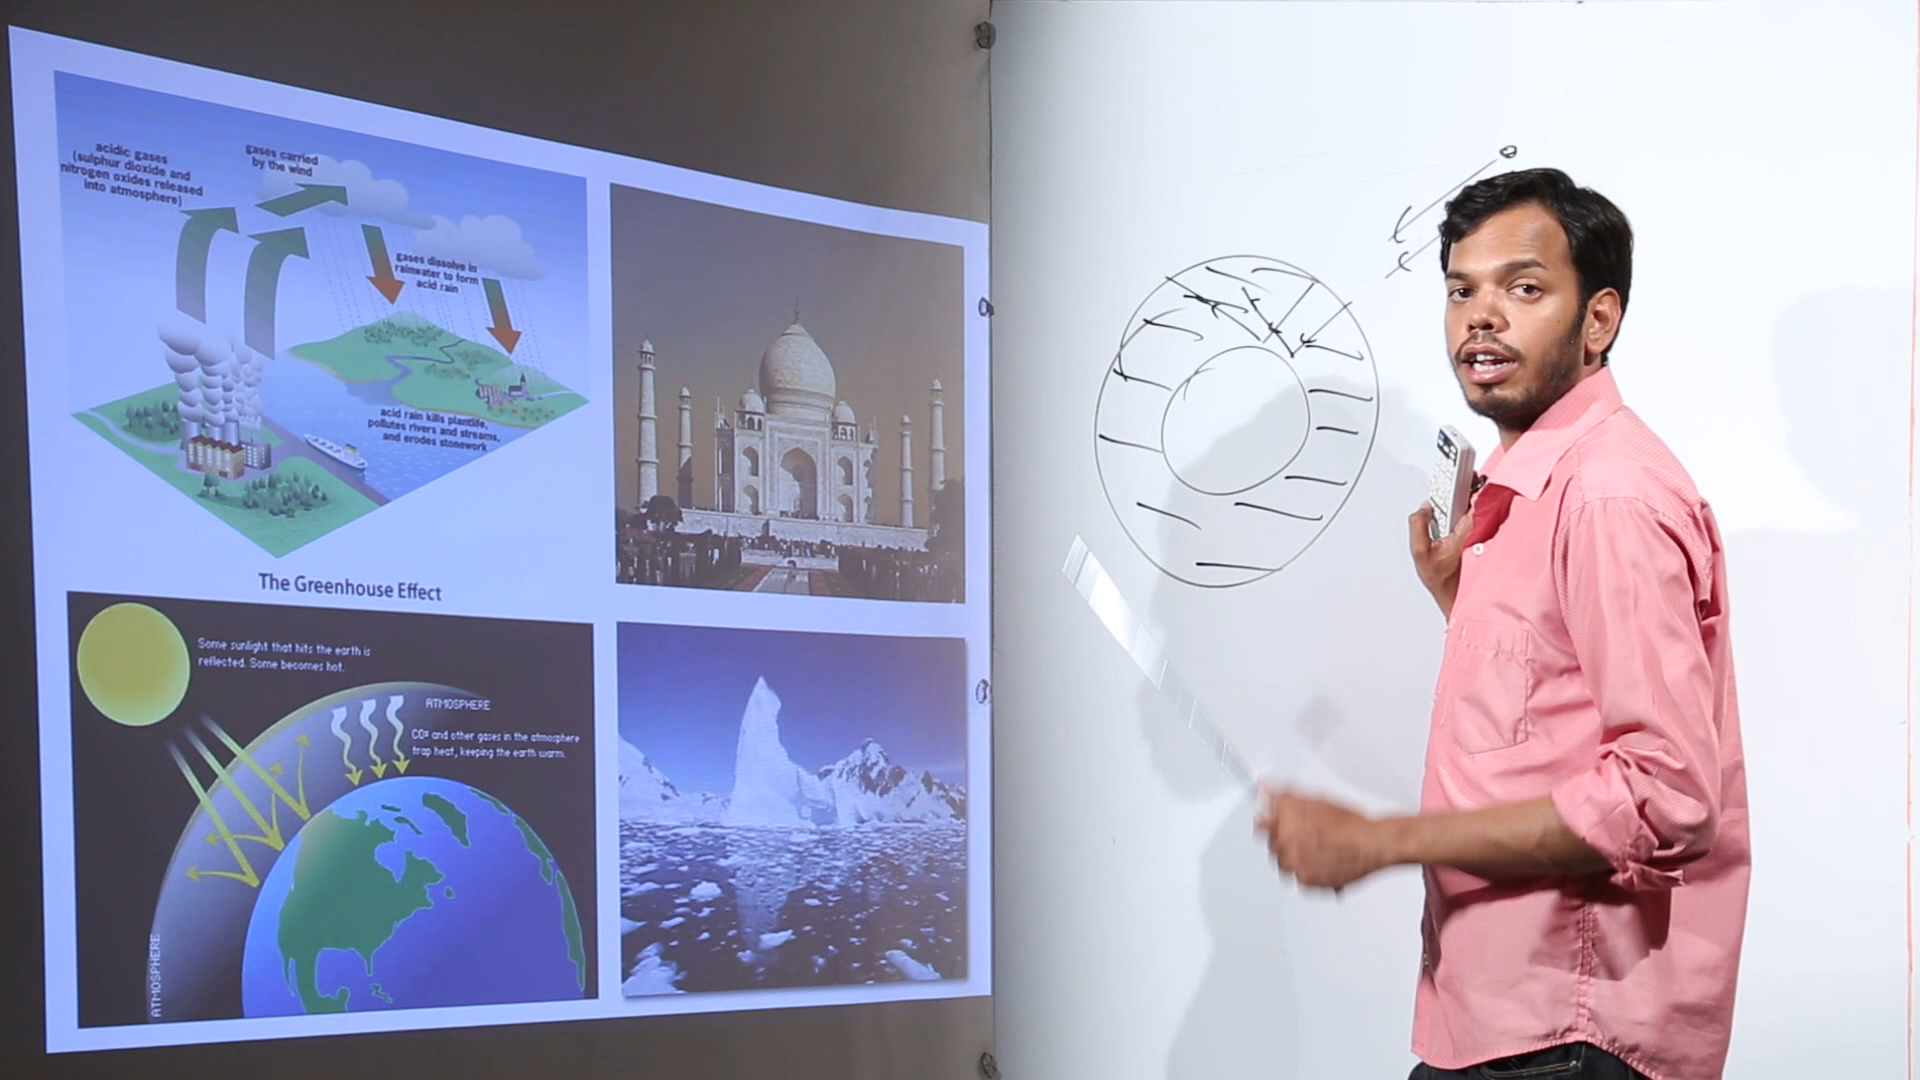 acidic gases
(sulphur dioxide and
nitrogen oxides released
into atmosphere)
gases carried
by the wind
gases dissolve in
rainwater to form
acid rain
acid rain kills plantlife,
pollutes rivers and streams,
and erodes stonework
The Greenhouse Effect
Some sunlight that hits the earth is
reflected. Some becomes hot.
ATMOSPHERE
CO² and other gases in the atmosphere
trap heat, keeping the earth warm.
ATMOSPHERE